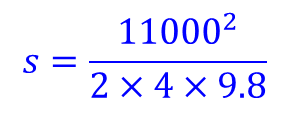 s = 11000² / 2 × 4 × 9.8